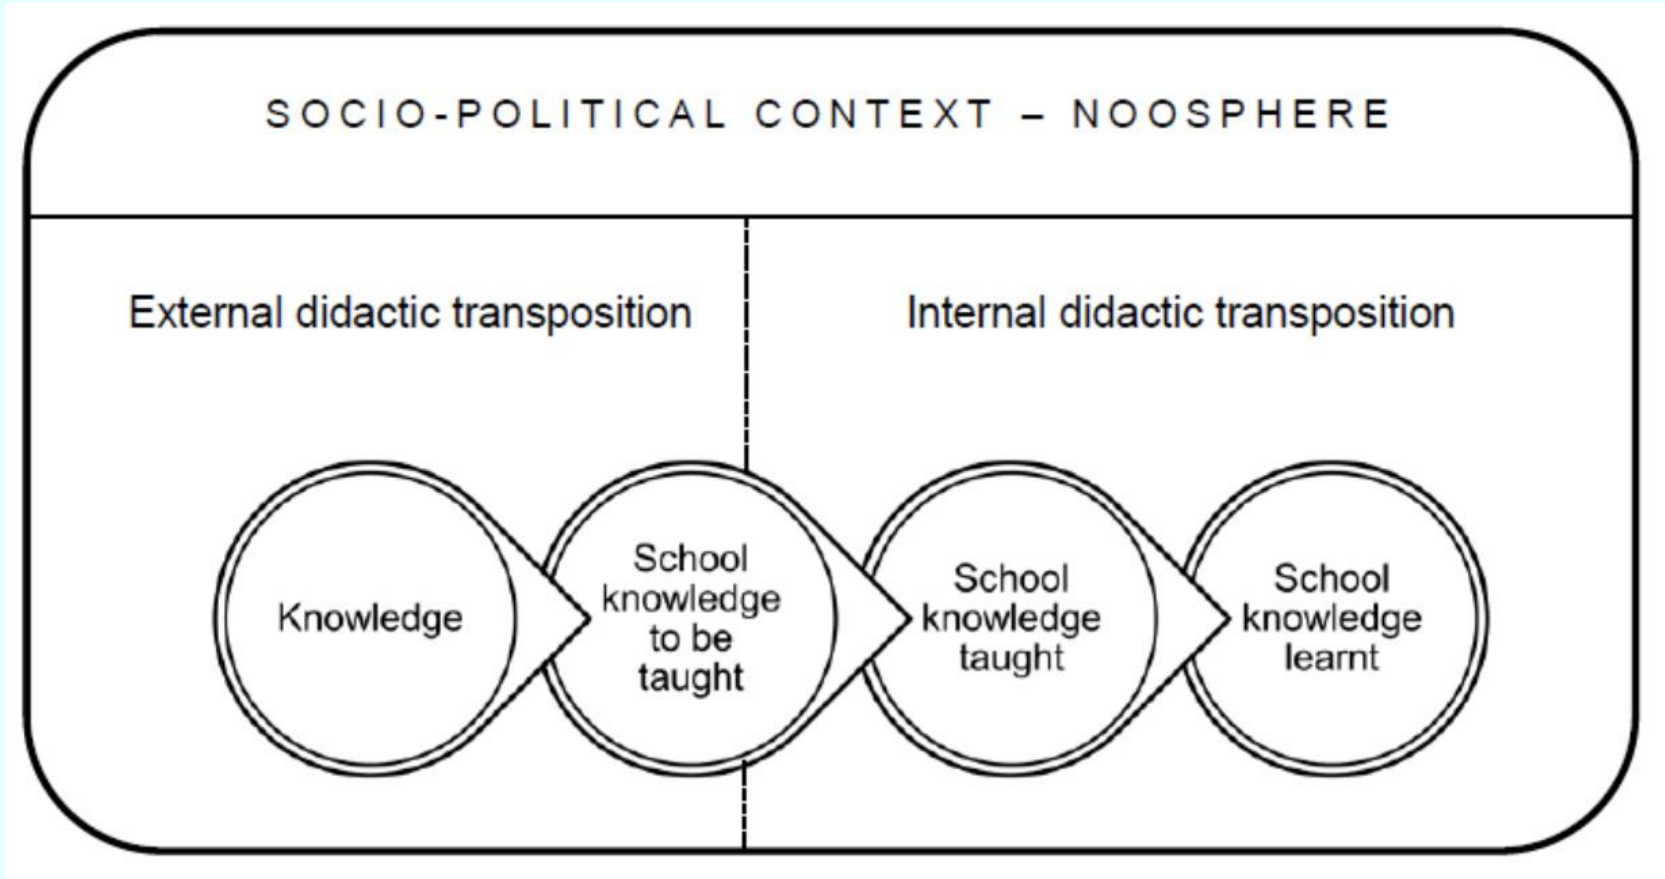 SOCIO-POLITICAL CONTEXT – NOOSPHERE
External didactic transposition
Internal didactic transposition
Knowledge
School
knowledge
to be
taught
School
knowledge
taught
School
knowledge
learnt